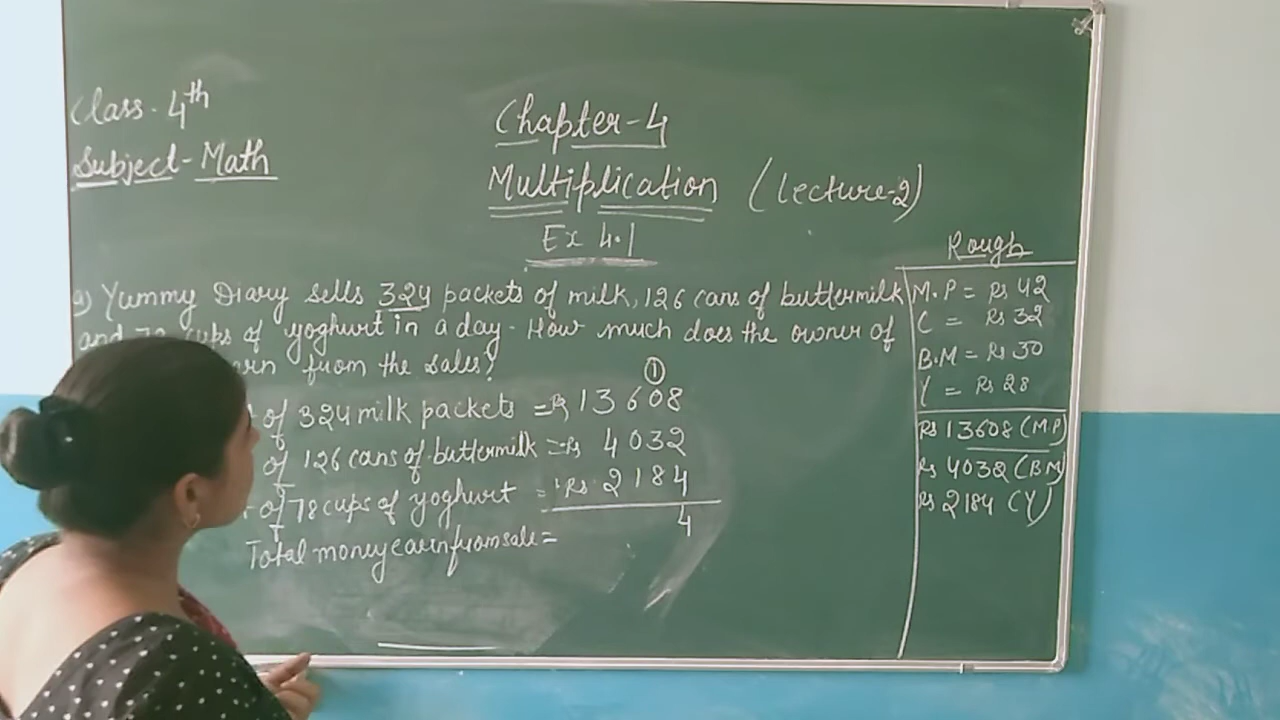 Class - 4th
Subject - Math
Chapter - 4
Multiplication (Lecture-2)
Ex 4.1
Yummy Diary sells 324 packets of milk, 126 cans of buttermilk
and cups of yoghurt in a day. How much does the owner of
from the sales?
①
of 324 milk packets = Rs 13608
of 126 cans of buttermilk = Rs 4032
of 78 cups of yoghurt = Rs 2184
4
Total money earn from sale =
Rough
M.P = Rs 42
C = Rs 32
B.M = Rs 30
Y = Rs 28
Rs 13608 (MP)
Rs 4032 (BM)
Rs 2184 (Y)